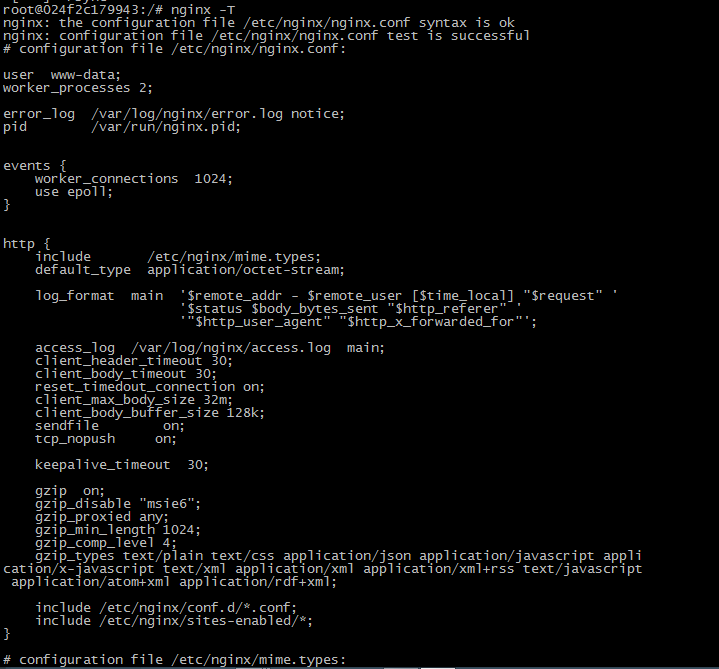 root@024f2c179943:/# nginx -T
nginx: the configuration file /etc/nginx/nginx.conf syntax is ok
nginx: configuration file /etc/nginx/nginx.conf test is successful
# configuration file /etc/nginx/nginx.conf:

user  www-data;
worker_processes 2;

error_log  /var/log/nginx/error.log notice;
pid        /var/run/nginx.pid;


events {
    worker_connections  1024;
    use epoll;
}


http {
    include       /etc/nginx/mime.types;
    default_type  application/octet-stream;

    log_format  main  '$remote_addr - $remote_user [$time_local] "$request" '
                      '$status $body_bytes_sent "$http_referer" '
                      '"$http_user_agent" "$http_x_forwarded_for"';

    access_log  /var/log/nginx/access.log  main;
    client_header_timeout 30;
    client_body_timeout 30;
    reset_timedout_connection on;
    client_max_body_size 32m;
    client_body_buffer_size 128k;
    sendfile        on;
    tcp_nopush     on;

    keepalive_timeout  30;

    gzip  on;
    gzip_disable "msie6";
    gzip_proxied any;
    gzip_min_length 1024;
    gzip_comp_level 4;
    gzip_types text/plain text/css application/json application/javascript appli
cation/x-javascript text/xml application/xml application/xml+rss text/javascript
 application/atom+xml application/rdf+xml;

    include /etc/nginx/conf.d/*.conf;
    include /etc/nginx/sites-enabled/*;
}

# configuration file /etc/nginx/mime.types: